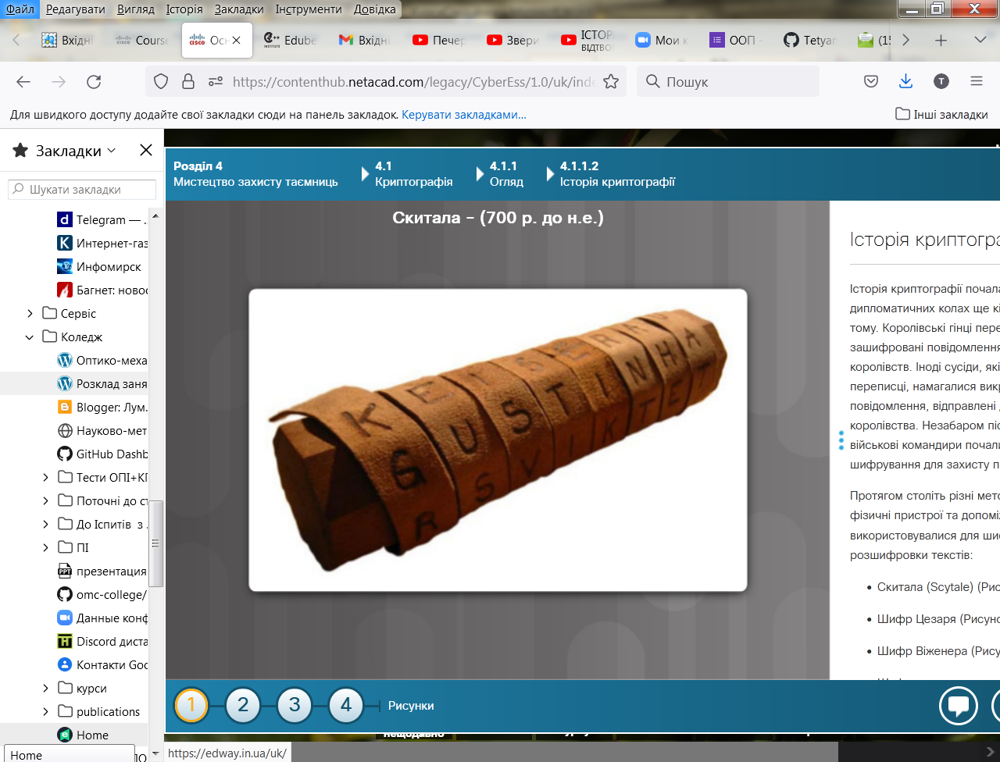 Файл Редагувати Вигляд Історія Закладки Інструменти Довідка
Вхідні Course Осн Edube Вхідні Печер Звери ІСТОРІ ВІДТВОР Мои к ООП - Tetyan (15
https://contenthub.netacad.com/legacy/CyberEss/1.0/uk/inde Пошук T
Для швидкого доступу додайте свої закладки сюди на панель закладок. Керувати закладками... Інші закладки
Закладки
Шукати закладки
Telegram — ...
Интернет-газ
Инфомирск
Багнет: новос
Сервіс
Коледж
Оптико-меха
Розклад заня
Blogger: Лум...
Науково-мет
GitHub Dashb
Тести ОПІ+КГ
Поточні до ст
До Іспитів з ...
ПІ
презентация
omc-college/
Данные конф
Discord диста
Контакти Goo
курси
publications
Home
Home
Розділ 4
Мистецтво захисту таємниць
4.1
Криптографія
4.1.1
Огляд
4.1.1.2
Історія криптографії
Скитала - (700 р. до н.е.)
K E I S E R
G U S T I N H A
R S V I K T E
Історія криптогра
Історія криптографії почала
дипломатичних колах ще кі
тому. Королівські гінці пере
зашифровані повідомлення
королівств. Іноді сусіди, які
переписці, намагалися викр
повідомлення, відправлені
королівства. Незабаром піс
військові командири почали
шифрування для захисту п
Протягом століть різні мето
фізичні пристрої та допоміж
використовувалися для ши
розшифровки текстів:
• Скитала (Scytale) (Рис
• Шифр Цезаря (Рисуно
• Шифр Віженера (Рису
1 2 3 4 Рисунки
нещодавно
https://edway.in.ua/uk/